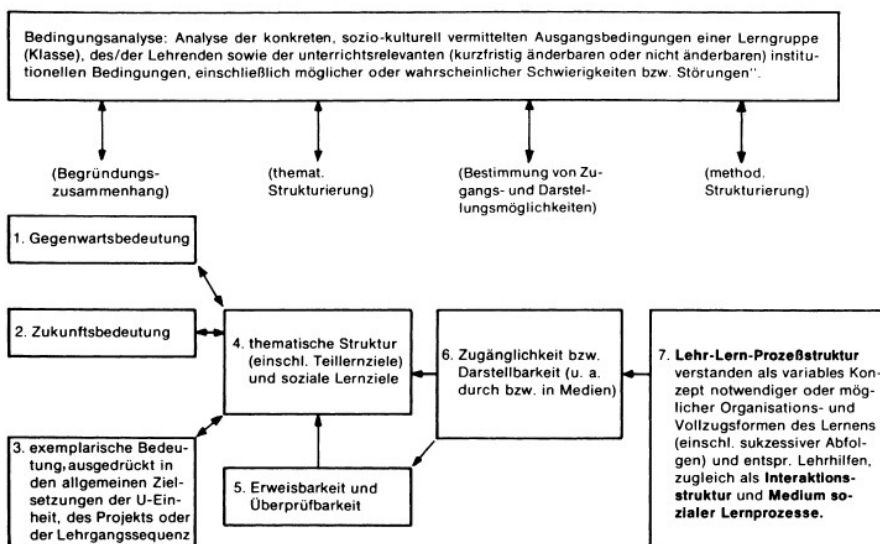 Bedingungsanalyse: Analyse der konkreten, sozio-kulturell vermittelten Ausgangsbedingungen einer Lerngruppe
(Klasse), des/der Lehrenden sowie der unterrichtsrelevanten (kurzfristig änderbaren oder nicht änderbaren) institu-
tionellen Bedingungen, einschließlich möglicher oder wahrscheinlicher Schwierigkeiten bzw. Störungen".
(Begründungs-
zusammenhang)
(themat.
Strukturierung)
(Bestimmung von Zu-
gangs- und Darstel-
lungsmöglichkeiten)
(method.
Strukturierung)
1. Gegenwartsbedeutung
2. Zukunftsbedeutung
3. exemplarische Bedeu-
tung, ausgedrückt in
den allgemeinen Ziel-
setzungen der U-Ein-
heit, des Projekts oder
der Lehrgangssequenz
4. thematische Struktur
(einschl. Teillernziele)
und soziale Lernziele
5. Erweisbarkeit und
Überprüfbarkeit
6. Zugänglichkeit bzw.
Darstellbarkeit (u. a.
durch bzw. in Medien)
7. Lehr-Lern-Prozeßstruktur
verstanden als variables Kon-
zept notwendiger oder mög-
licher Organisations- und
Vollzugsformen des Lernens
(einschl. sukzessiver Abfol-
gen) und entspr. Lehrhilfen,
zugleich als Interaktions-
struktur und Medium so-
zialer Lernprozesse.